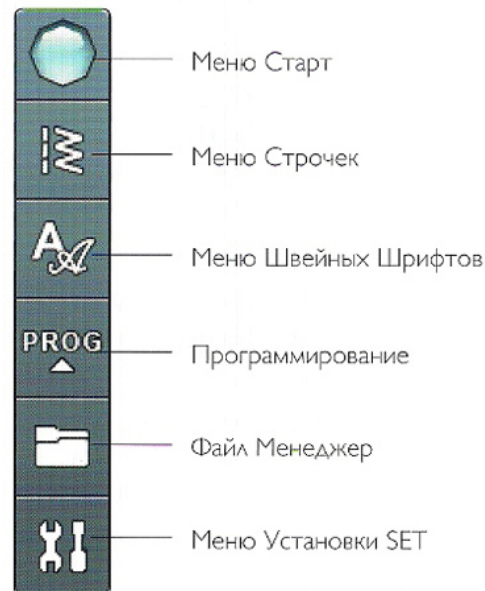 Меню Старт
Меню Строчек
A A
Меню Швейных Шрифтов
PROG
Программирование
Файл Менеджер
Меню Установки SET